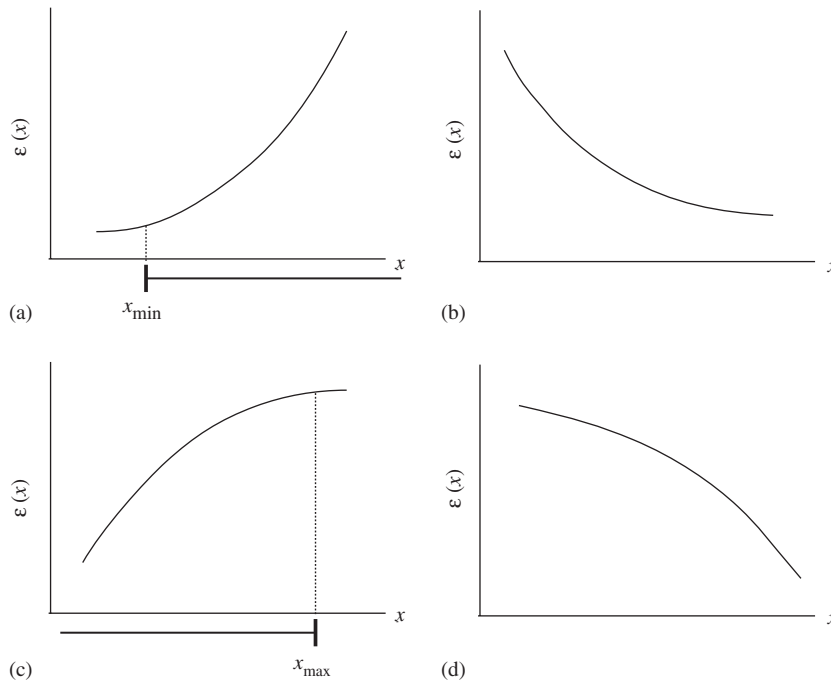 ε (x)
ε (x)
x
x
x_min
(a)
(b)
ε (x)
ε (x)
x
x
x_max
(c)
(d)